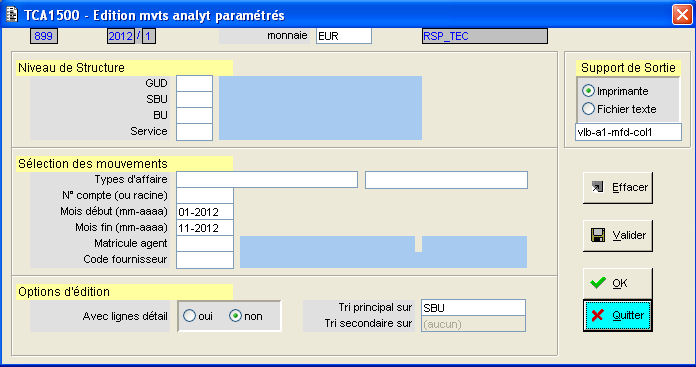 TCA1500 - Edition mvts analyt paramétrés
899 2012 / 1 monnaie EUR RSP_TEC
Niveau de Structure
GUD
SBU
BU
Service
Support de Sortie
Imprimante
Fichier texte
vlb-a1-mfd-col1
Sélection des mouvements
Types d'affaire
N° compte (ou racine)
Mois début (mm-aaaa) 01-2012
Mois fin (mm-aaaa) 11-2012
Matricule agent
Code fournisseur
Effacer
Valider
OK
Quitter
Options d'édition
Avec lignes détail oui non
Tri principal sur SBU
Tri secondaire sur (aucun)